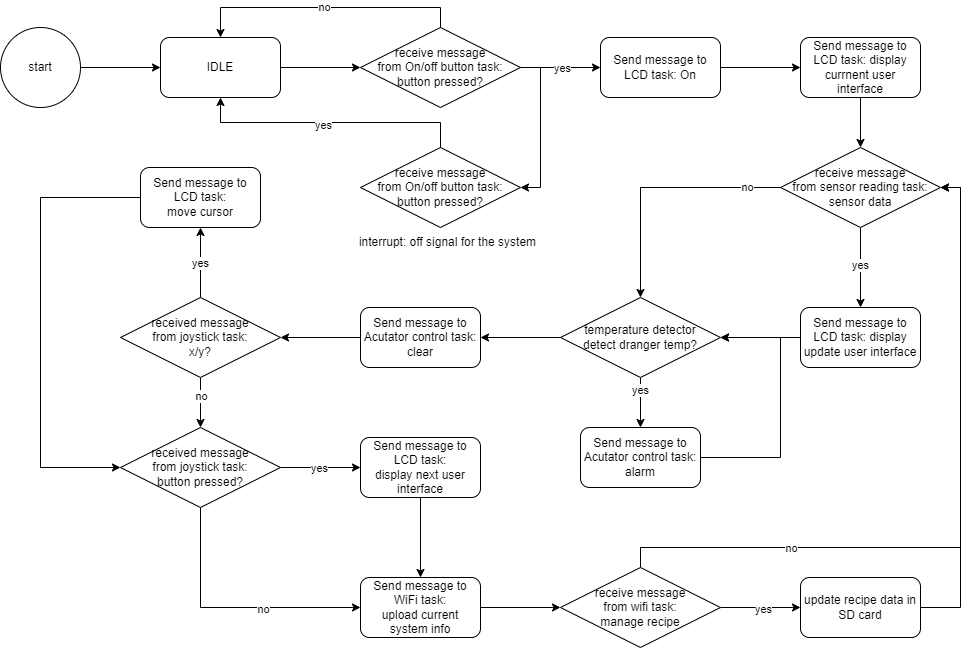 no
start
IDLE
receive message
from On/off button task:
button pressed?
yes
Send message to
LCD task: On
Send message to
LCD task: display
currnent user
interface
yes
receive message
from On/off button task:
button pressed?
interrupt: off signal for the system
receive message
from sensor reading task:
sensor data
no
yes
Send message to
LCD task:
move cursor
yes
received message
from joystick task:
x/y?
Send message to
Acutator control task:
clear
temperature detector
detect dranger temp?
Send message to
LCD task: display
update user interface
yes
no
Send message to
Acutator control task:
alarm
received message
from joystick task:
button pressed?
yes
Send message to
LCD task:
display next user
interface
no
no
Send message to
WiFi task:
upload current
system info
receive message
from wifi task:
manage recipe
yes
update recipe data in
SD card